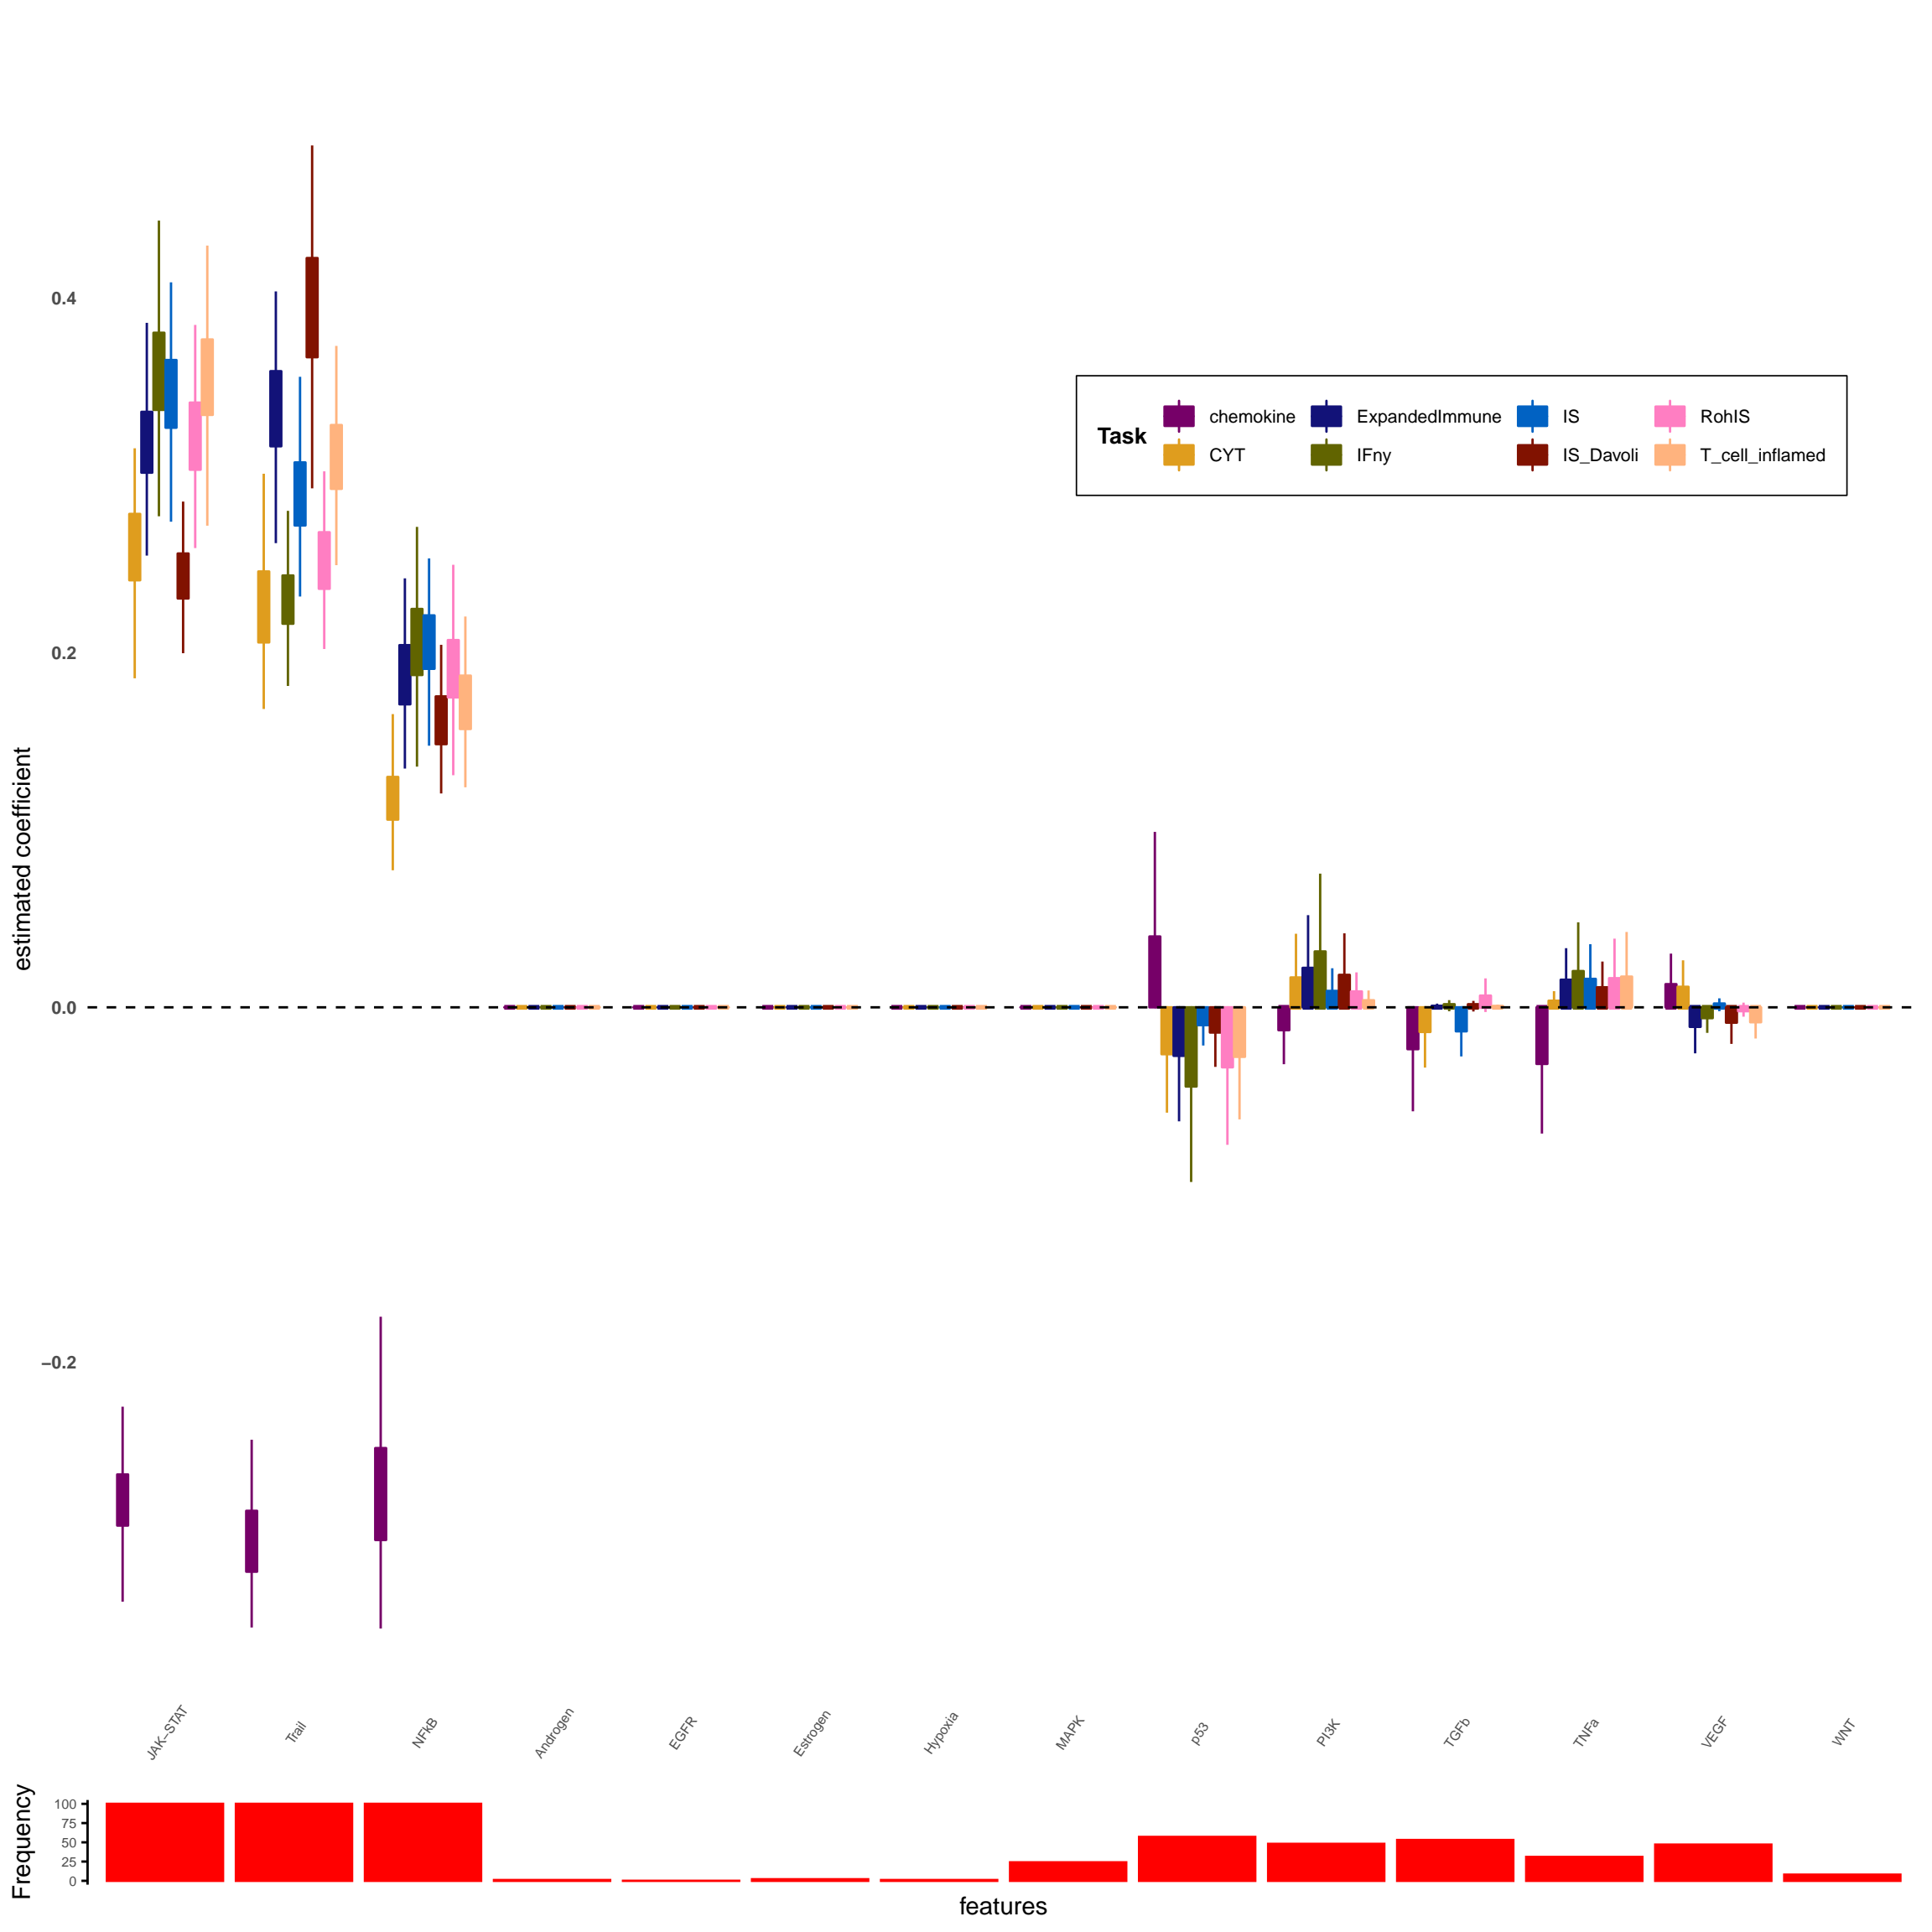 0.4
0.2
0.0
−0.2
estimated coefficient
Task
chemokine
ExpandedImmune
IS
RohIS
CYT
IFny
IS_Davoli
T_cell_inflamed
JAK−STAT
Trail
NFkB
Androgen
EGFR
Estrogen
Hypoxia
MAPK
p53
PI3K
TGFb
TNFa
VEGF
WNT
Frequency
100
75
50
25
0
features